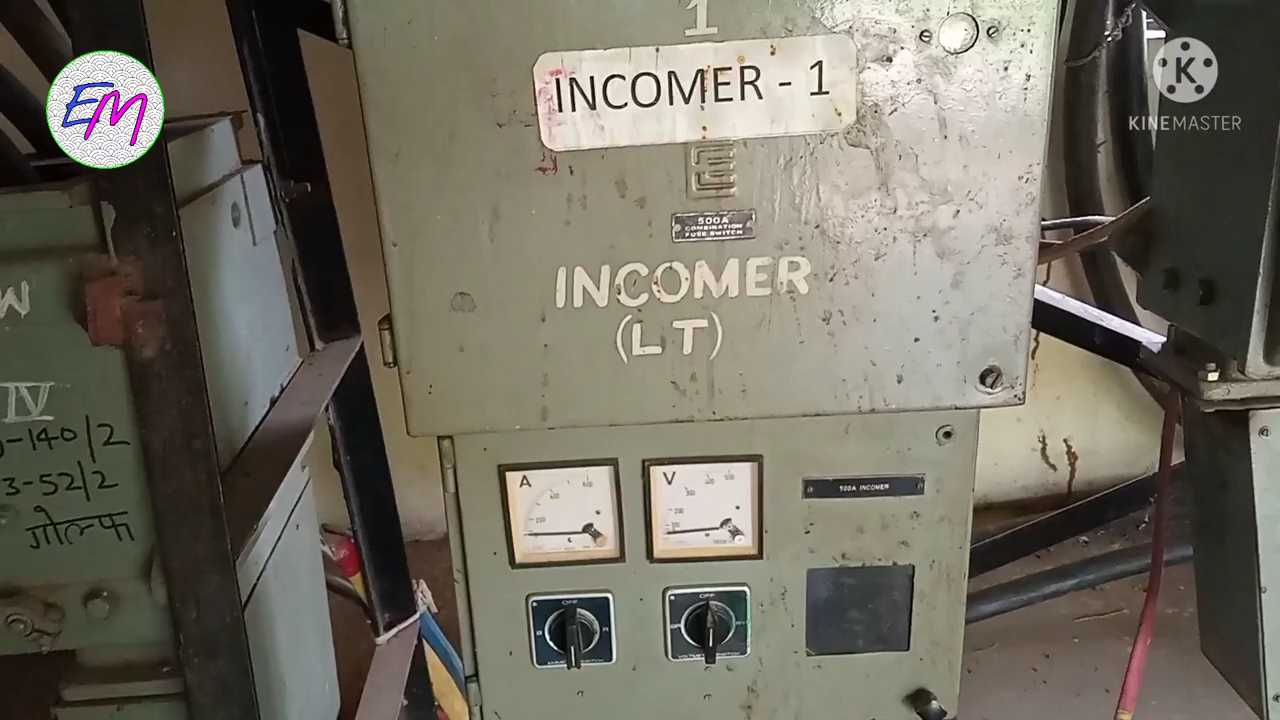 EM
KINEMASTER
1
INCOMER - 1
500A
COMBINATION
FUSE SWITCH
INCOMER
(LT)
W
IV
-140/2
3-52/2
गोल्फ
A
V
500A INCOMER
OFF
B R
OFF